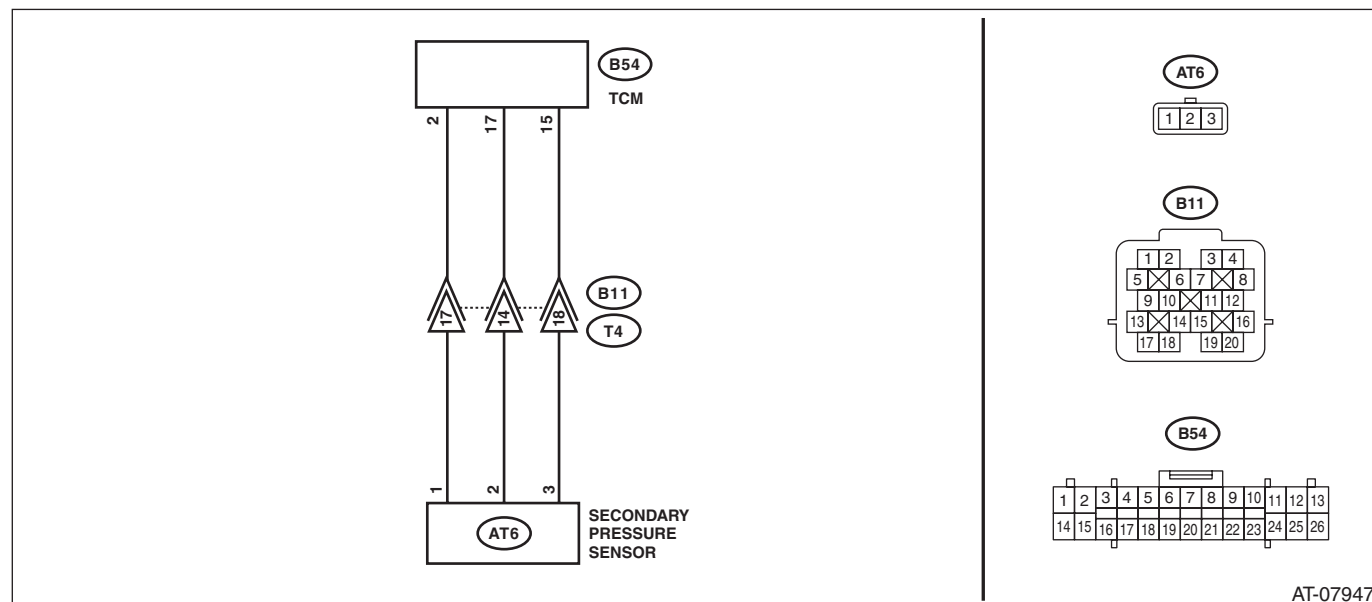 B54
TCM
2 17 15
B11
17 14 18
T4
1 2 3
AT6
SECONDARY
PRESSURE
SENSOR
AT6
1 2 3
B11
1 2 3 4
5 6 7 8
9 10 11 12
13 14 15 16
17 18 19 20
B54
1 2 3 4 5 6 7 8 9 10 11 12 13
14 15 16 17 18 19 20 21 22 23 24 25 26
AT-07947